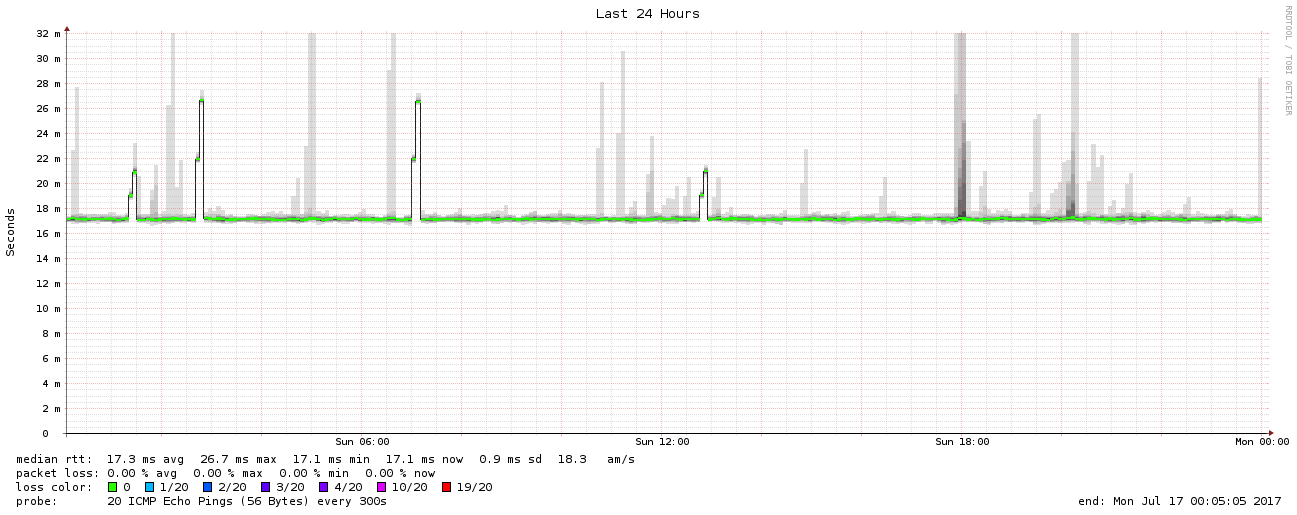 Last 24 Hours
RRDTOOL / TOBI OETIKER
Seconds
32 m
30 m
28 m
26 m
24 m
22 m
20 m
18 m
16 m
14 m
12 m
10 m
8 m
6 m
4 m
2 m
0
Sun 06:00 Sun 12:00 Sun 18:00 Mon 00:00
median rtt: 17.3 ms avg 26.7 ms max 17.1 ms min 17.1 ms now 0.9 ms sd 18.3 am/s
packet loss: 0.00 % avg 0.00 % max 0.00 % min 0.00 % now
loss color: 0 1/20 2/20 3/20 4/20 10/20 19/20
probe: 20 ICMP Echo Pings (56 Bytes) every 300s end: Mon Jul 17 00:05:05 2017